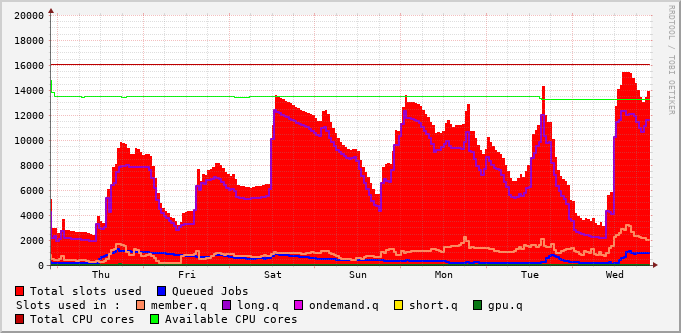 20000
18000
16000
14000
12000
10000
8000
6000
4000
2000
0
Thu Fri Sat Sun Mon Tue Wed
RRDTOOL / TOBI OETIKER
Total slots used Queued Jobs
Slots used in : member.q long.q ondemand.q short.q gpu.q
Total CPU cores Available CPU cores